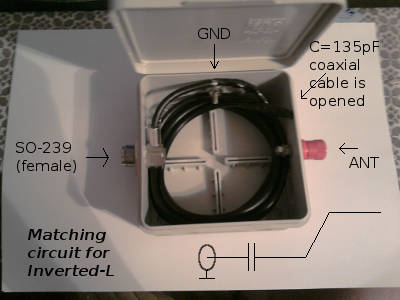 GND
C=135pF
coaxial
cable is
opened
SO-239
(female)
ANT
Matching
circuit for
Inverted-L